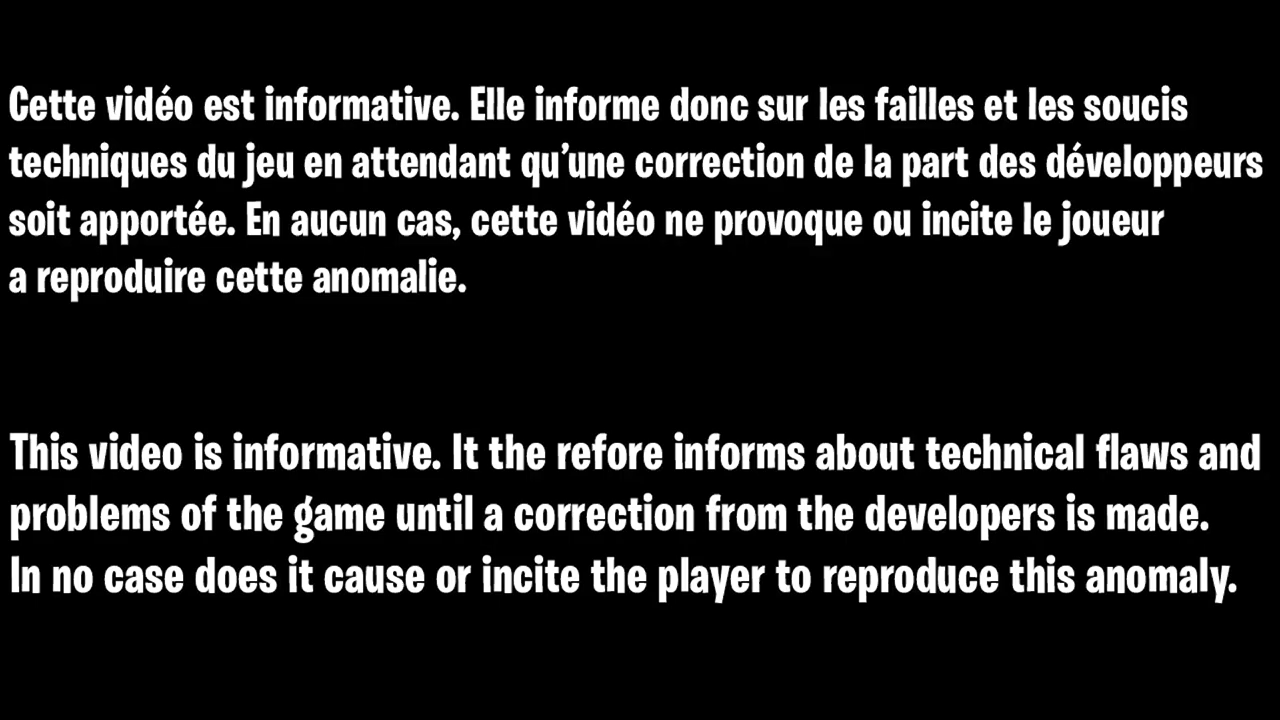 Cette vidéo est informative. Elle informe donc sur les failles et les soucis
techniques du jeu en attendant qu’une correction de la part des développeurs
soit apportée. En aucun cas, cette vidéo ne provoque ou incite le joueur
a reproduire cette anomalie.
This video is informative. It the refore informs about technical flaws and
problems of the game until a correction from the developers is made.
In no case does it cause or incite the player to reproduce this anomaly.